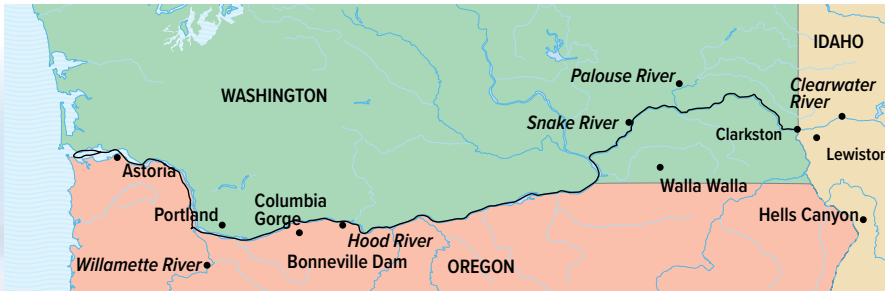 IDAHO
Palouse River
Clearwater
River
WASHINGTON
Snake River
Clarkston
Lewiston
Astoria
Walla Walla
Columbia
Gorge
Portland
Hells Canyon
Hood River
Bonneville Dam
Willamette River
OREGON